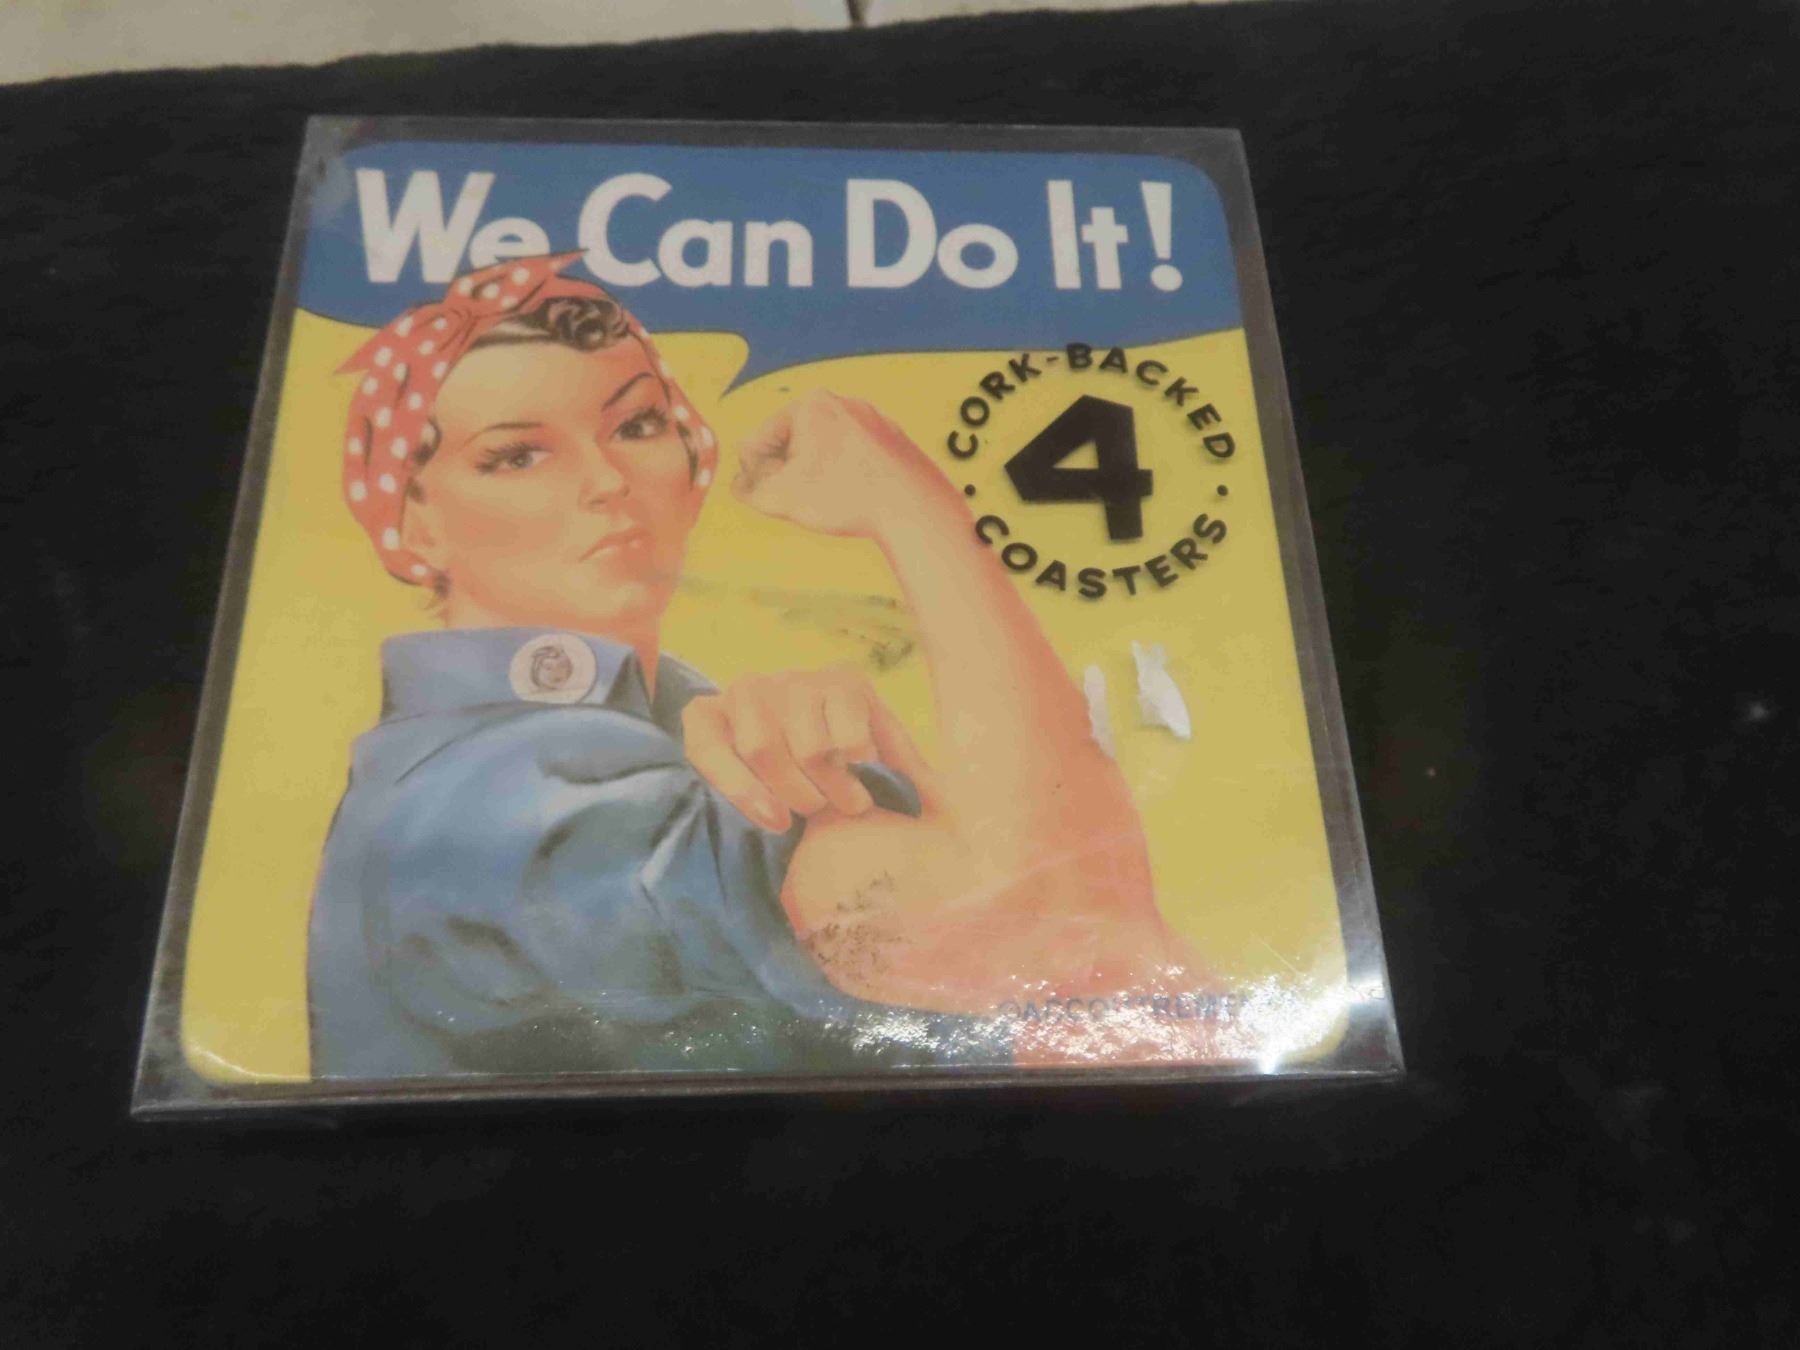 We Can Do It!
CORK-BACKED
4
COASTERS